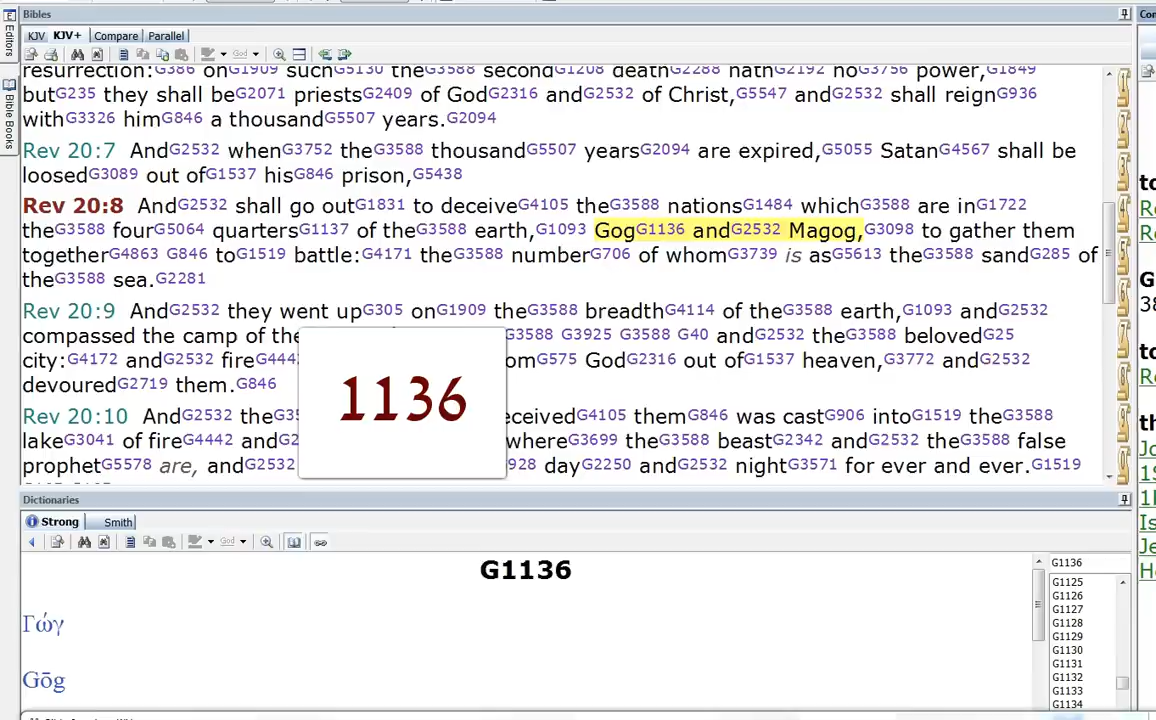 Bibles
KJV KJV+ Compare Parallel
Editors
Bible Books
resurrection:G386 onG1909 suchG5130 theG3588 secondG1208 deathG2288 hathG2192 noG3756 power,G1849
butG235 they shall beG2071 priestsG2409 of GodG2316 andG2532 of Christ,G5547 andG2532 shall reignG936
withG3326 himG846 a thousandG5507 years.G2094
Rev 20:7 AndG2532 whenG3752 theG3588 thousandG5507 yearsG2094 are expired,G5055 SatanG4567 shall be
loosedG3089 out ofG1537 hisG846 prison,G5438
Rev 20:8 AndG2532 shall go outG1831 to deceiveG4105 theG3588 nationsG1484 whichG3588 are inG1722
theG3588 fourG5064 quartersG1137 of theG3588 earth,G1093 GogG1136 andG2532 Magog,G3098 to gather them
togetherG4863 G846 toG1519 battle:G4171 theG3588 numberG706 of whomG3739 is asG5613 theG3588 sandG285 of
theG3588 sea.G2281
Rev 20:9 AndG2532 they went upG305 onG1909 theG3588 breadthG4114 of theG3588 earth,G1093 andG2532
compassed the camp of the G3588 G3925 G3588 G40 andG2532 theG3588 belovedG25
city:G4172 andG2532 fireG444 omG575 GodG2316 out ofG1537 heaven,G3772 andG2532
devouredG2719 them.G846
Rev 20:10 AndG2532 theG3 eceivedG4105 themG846 was castG906 intoG1519 theG3588
lakeG3041 of fireG4442 andG2 whereG3699 theG3588 beastG2342 andG2532 theG3588 false
prophetG5578 are, andG2532 928 dayG2250 andG2532 nightG3571 for ever and ever.G1519
1136
Dictionaries
Strong Smith
G1136
Γώγ
Gōg
G1136
G1125
G1126
G1127
G1128
G1129
G1130
G1131
G1132
G1133
G1134